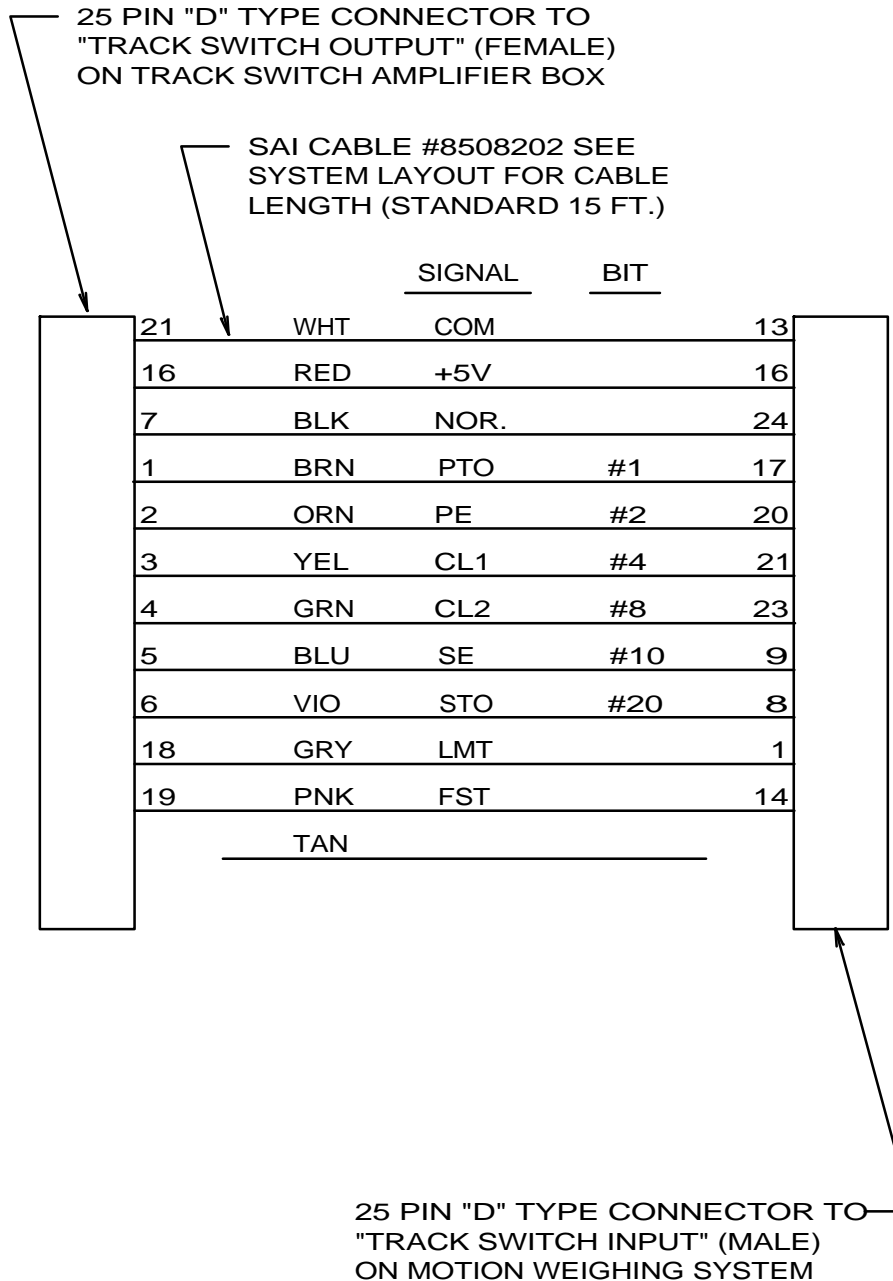 25 PIN "D" TYPE CONNECTOR TO
"TRACK SWITCH OUTPUT" (FEMALE)
ON TRACK SWITCH AMPLIFIER BOX
SAI CABLE #8508202 SEE
SYSTEM LAYOUT FOR CABLE
LENGTH (STANDARD 15 FT.)
SIGNAL BIT
21 WHT COM 13
16 RED +5V 16
7 BLK NOR. 24
1 BRN PTO #1 17
2 ORN PE #2 20
3 YEL CL1 #4 21
4 GRN CL2 #8 23
5 BLU SE #10 9
6 VIO STO #20 8
18 GRY LMT 1
19 PNK FST 14
TAN
25 PIN "D" TYPE CONNECTOR TO
"TRACK SWITCH INPUT" (MALE)
ON MOTION WEIGHING SYSTEM